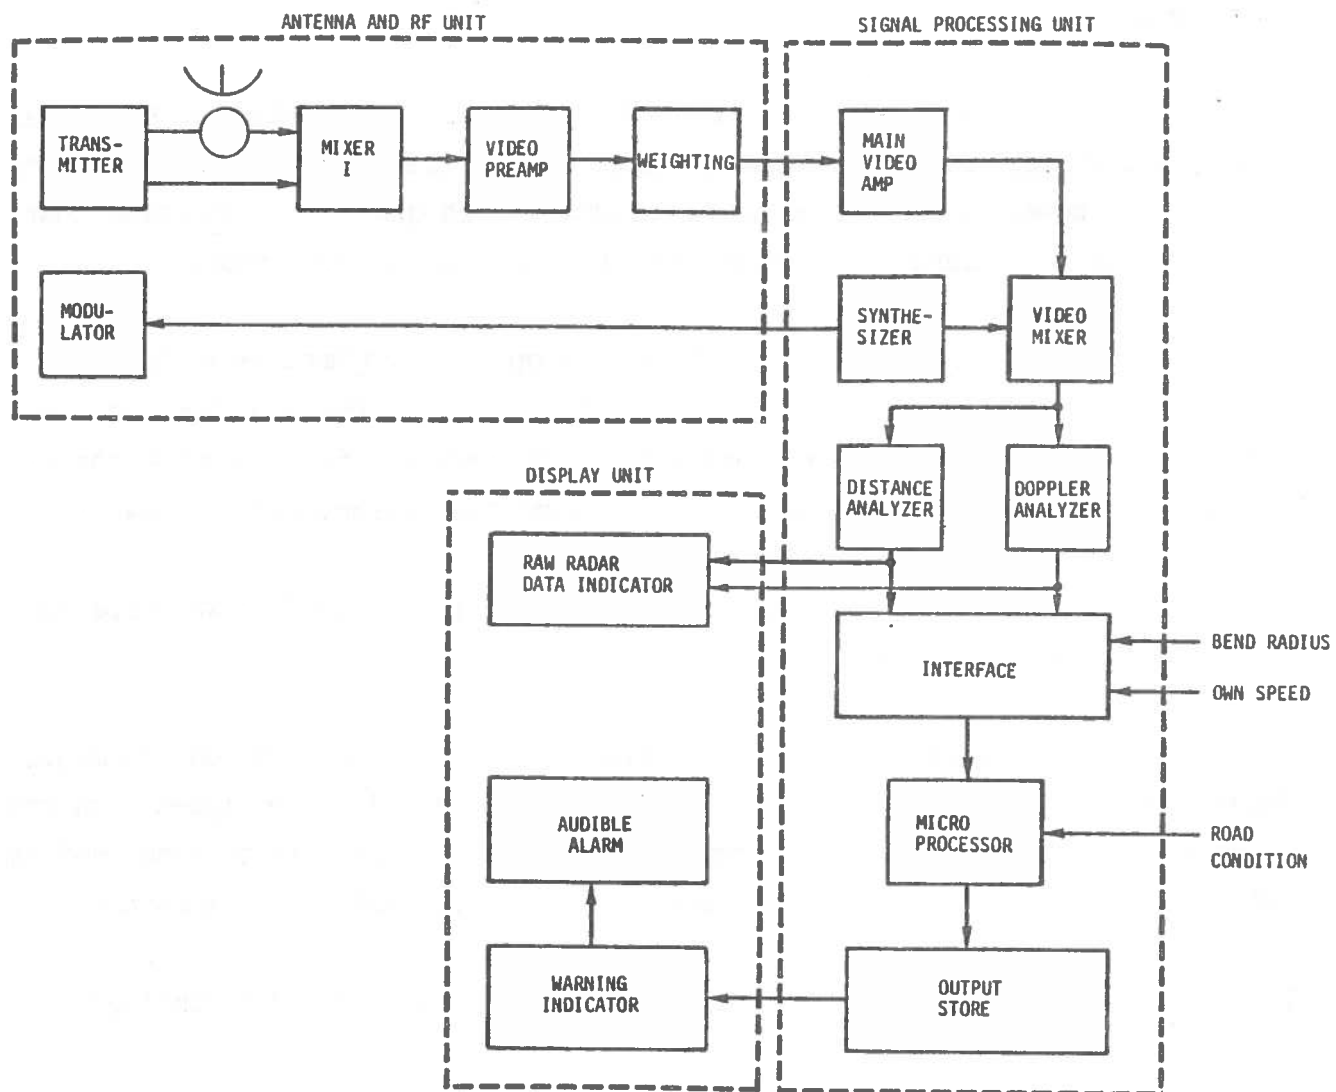 ANTENNA AND RF UNIT
SIGNAL PROCESSING UNIT
TRANS-
MITTER
MIXER
I
VIDEO
PREAMP
WEIGHTING
MAIN
VIDEO
AMP
MODU-
LATOR
SYNTHE-
SIZER
VIDEO
MIXER
DISPLAY UNIT
DISTANCE
ANALYZER
DOPPLER
ANALYZER
RAW RADAR
DATA INDICATOR
INTERFACE
BEND RADIUS
OWN SPEED
AUDIBLE
ALARM
MICRO
PROCESSOR
ROAD
CONDITION
WARNING
INDICATOR
OUTPUT
STORE